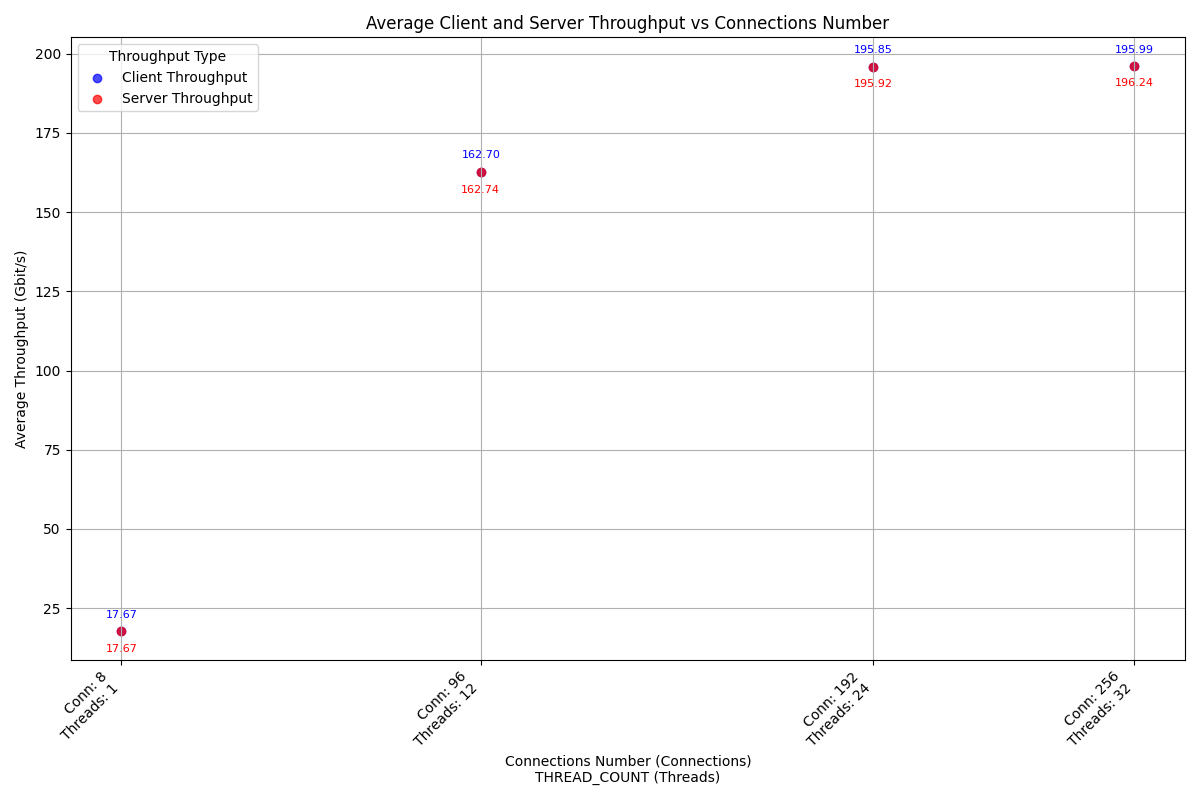 Average Client and Server Throughput vs Connections Number
Throughput Type
Client Throughput
Server Throughput
Average Throughput (Gbit/s)
200
175
150
125
100
75
50
25
195.85
195.92
195.99
196.24
162.70
162.74
17.67
17.67
Conn: 8
Threads: 1
Conn: 96
Threads: 12
Conn: 192
Threads: 24
Conn: 256
Threads: 32
Connections Number (Connections)
THREAD_COUNT (Threads)